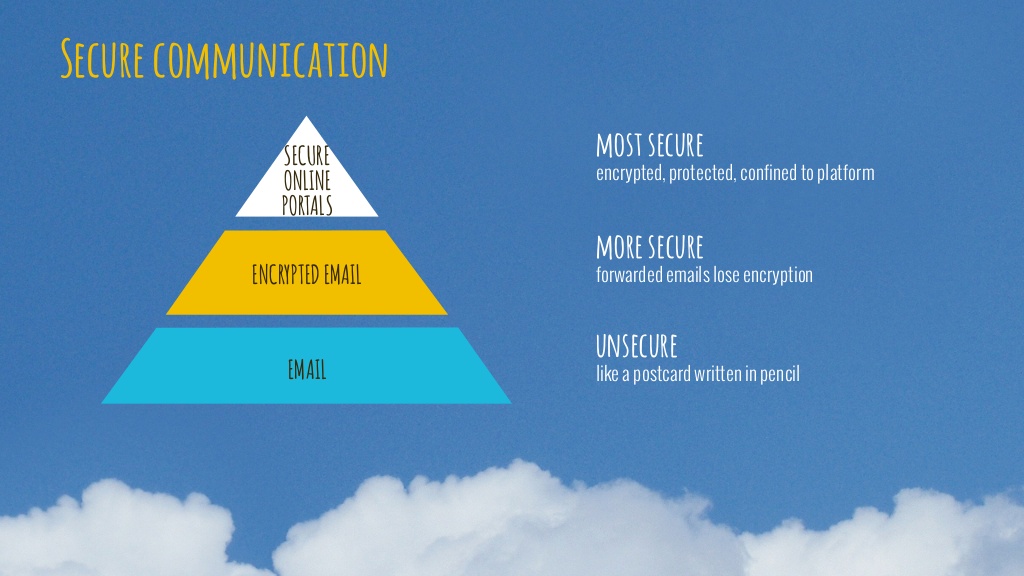 Secure communication
SECURE
ONLINE
PORTALS
ENCRYPTED EMAIL
EMAIL
MOST SECURE
encrypted, protected, confined to platform
MORE SECURE
forwarded emails lose encryption
UNSECURE
like a postcard written in pencil